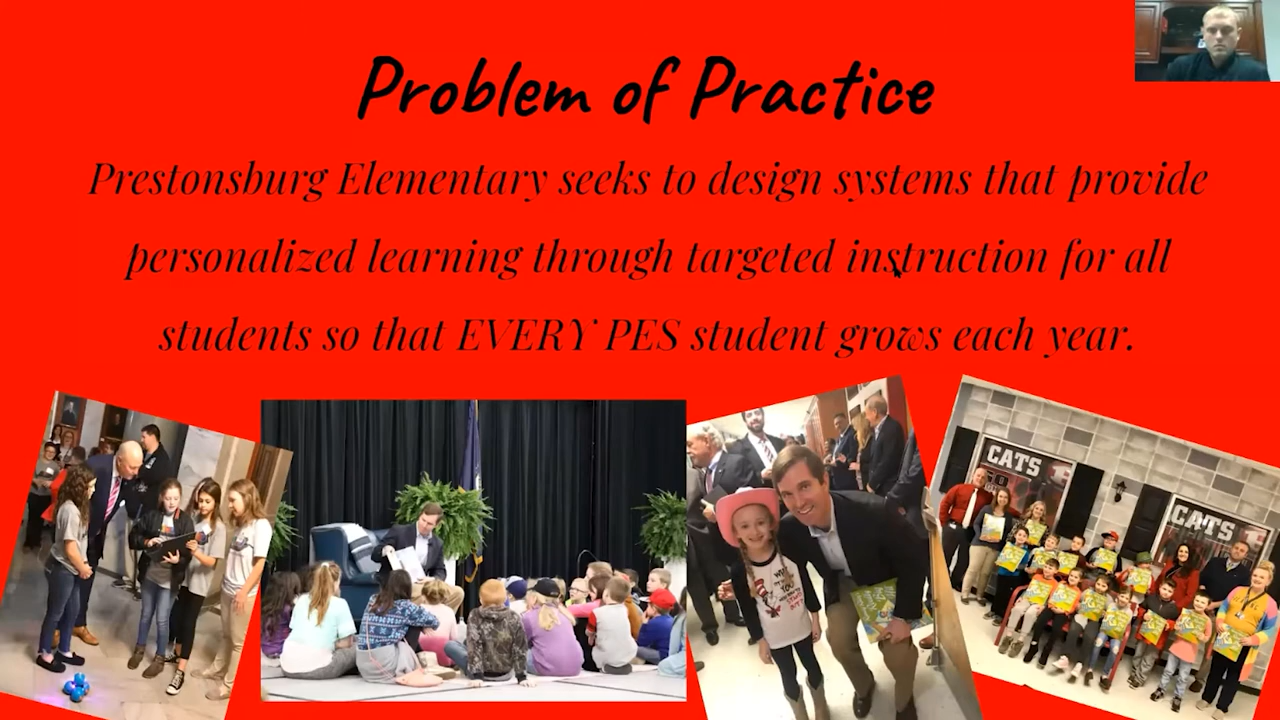 Problem of Practice
Prestonsburg Elementary seeks to design systems that provide
personalized learning through targeted instruction for all
students so that EVERY PES student grows each year.
CATS
CATS